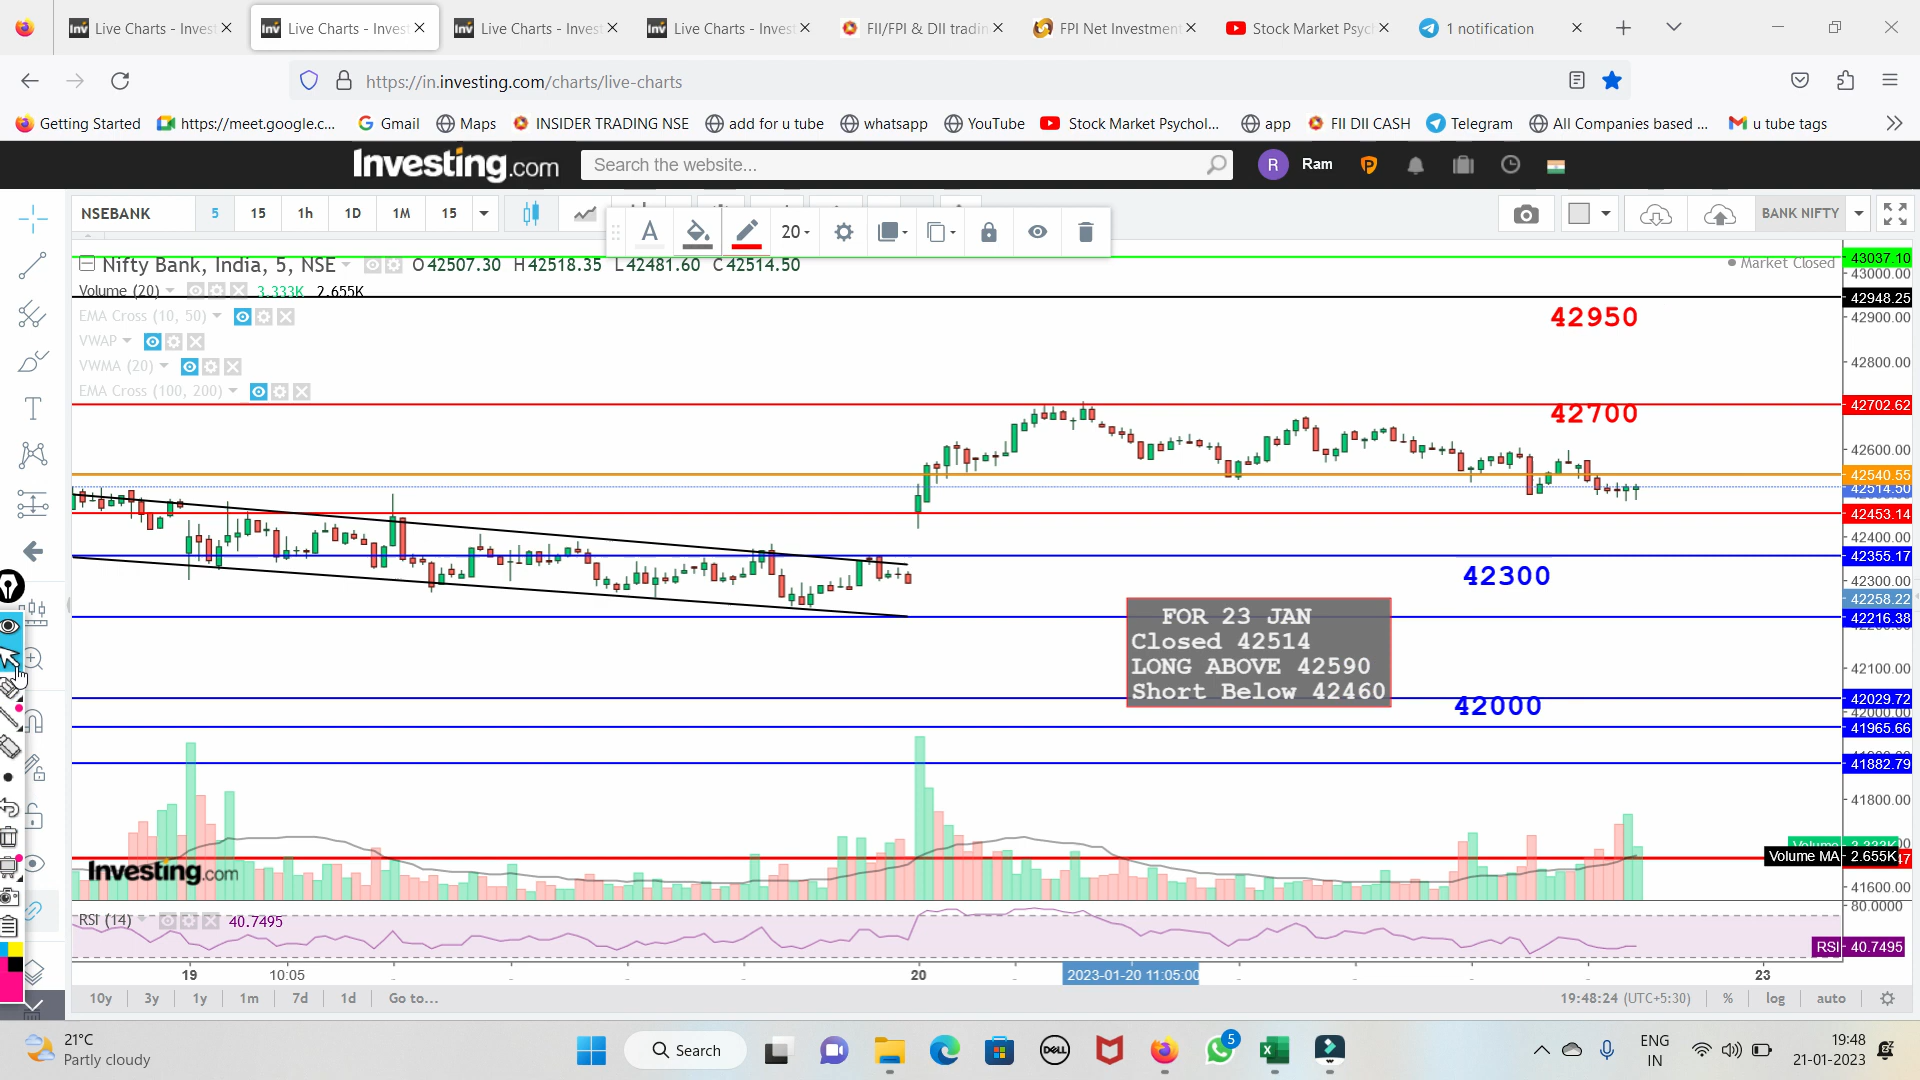 Live Charts - Invest
Live Charts - Invest
Live Charts - Invest
Live Charts - Invest
FII/FPI & DII tradin
FPI Net Investment
Stock Market Psyc
1 notification
https://in.investing.com/charts/live-charts
Getting Started
https://meet.google.c...
Gmail
Maps
INSIDER TRADING NSE
add for u tube
whatsapp
YouTube
Stock Market Psychol...
app
FII DII CASH
Telegram
All Companies based ...
u tube tags
Investing.com
Search the website...
R
Ram
NSEBANK
5
15
1h
1D
1M
15
BANK NIFTY
20
Nifty Bank, India, 5, NSE
O42507.30 H42518.35 L42481.60 C42514.50
Market Closed
Volume (20)
3.333K 2.655K
EMA Cross (10, 50)
VWAP
VWMA (20)
EMA Cross (100, 200)
42950
42700
42300
42000
FOR 23 JAN
Closed 42514
LONG ABOVE 42590
Short Below 42460
43037.10
43000.00
42948.25
42900.00
42800.00
42702.62
42600.00
42540.55
42514.50
42453.14
42400.00
42355.17
42300.00
42258.22
42216.38
42100.00
42029.72
42000.00
41965.66
41882.79
41800.00
Volume MA
2.655K
41600.00
80.0000
Investing.com
RSI (14)
40.7495
RSI
40.7495
19
10:05
20
2023-01-20 11:05:00
23
10y
3y
1y
1m
7d
1d
Go to...
19:48:24 (UTC+5:30)
%
log
auto
21°C
Partly cloudy
Search
DELL
5
ENG
IN
19:48
21-01-2023